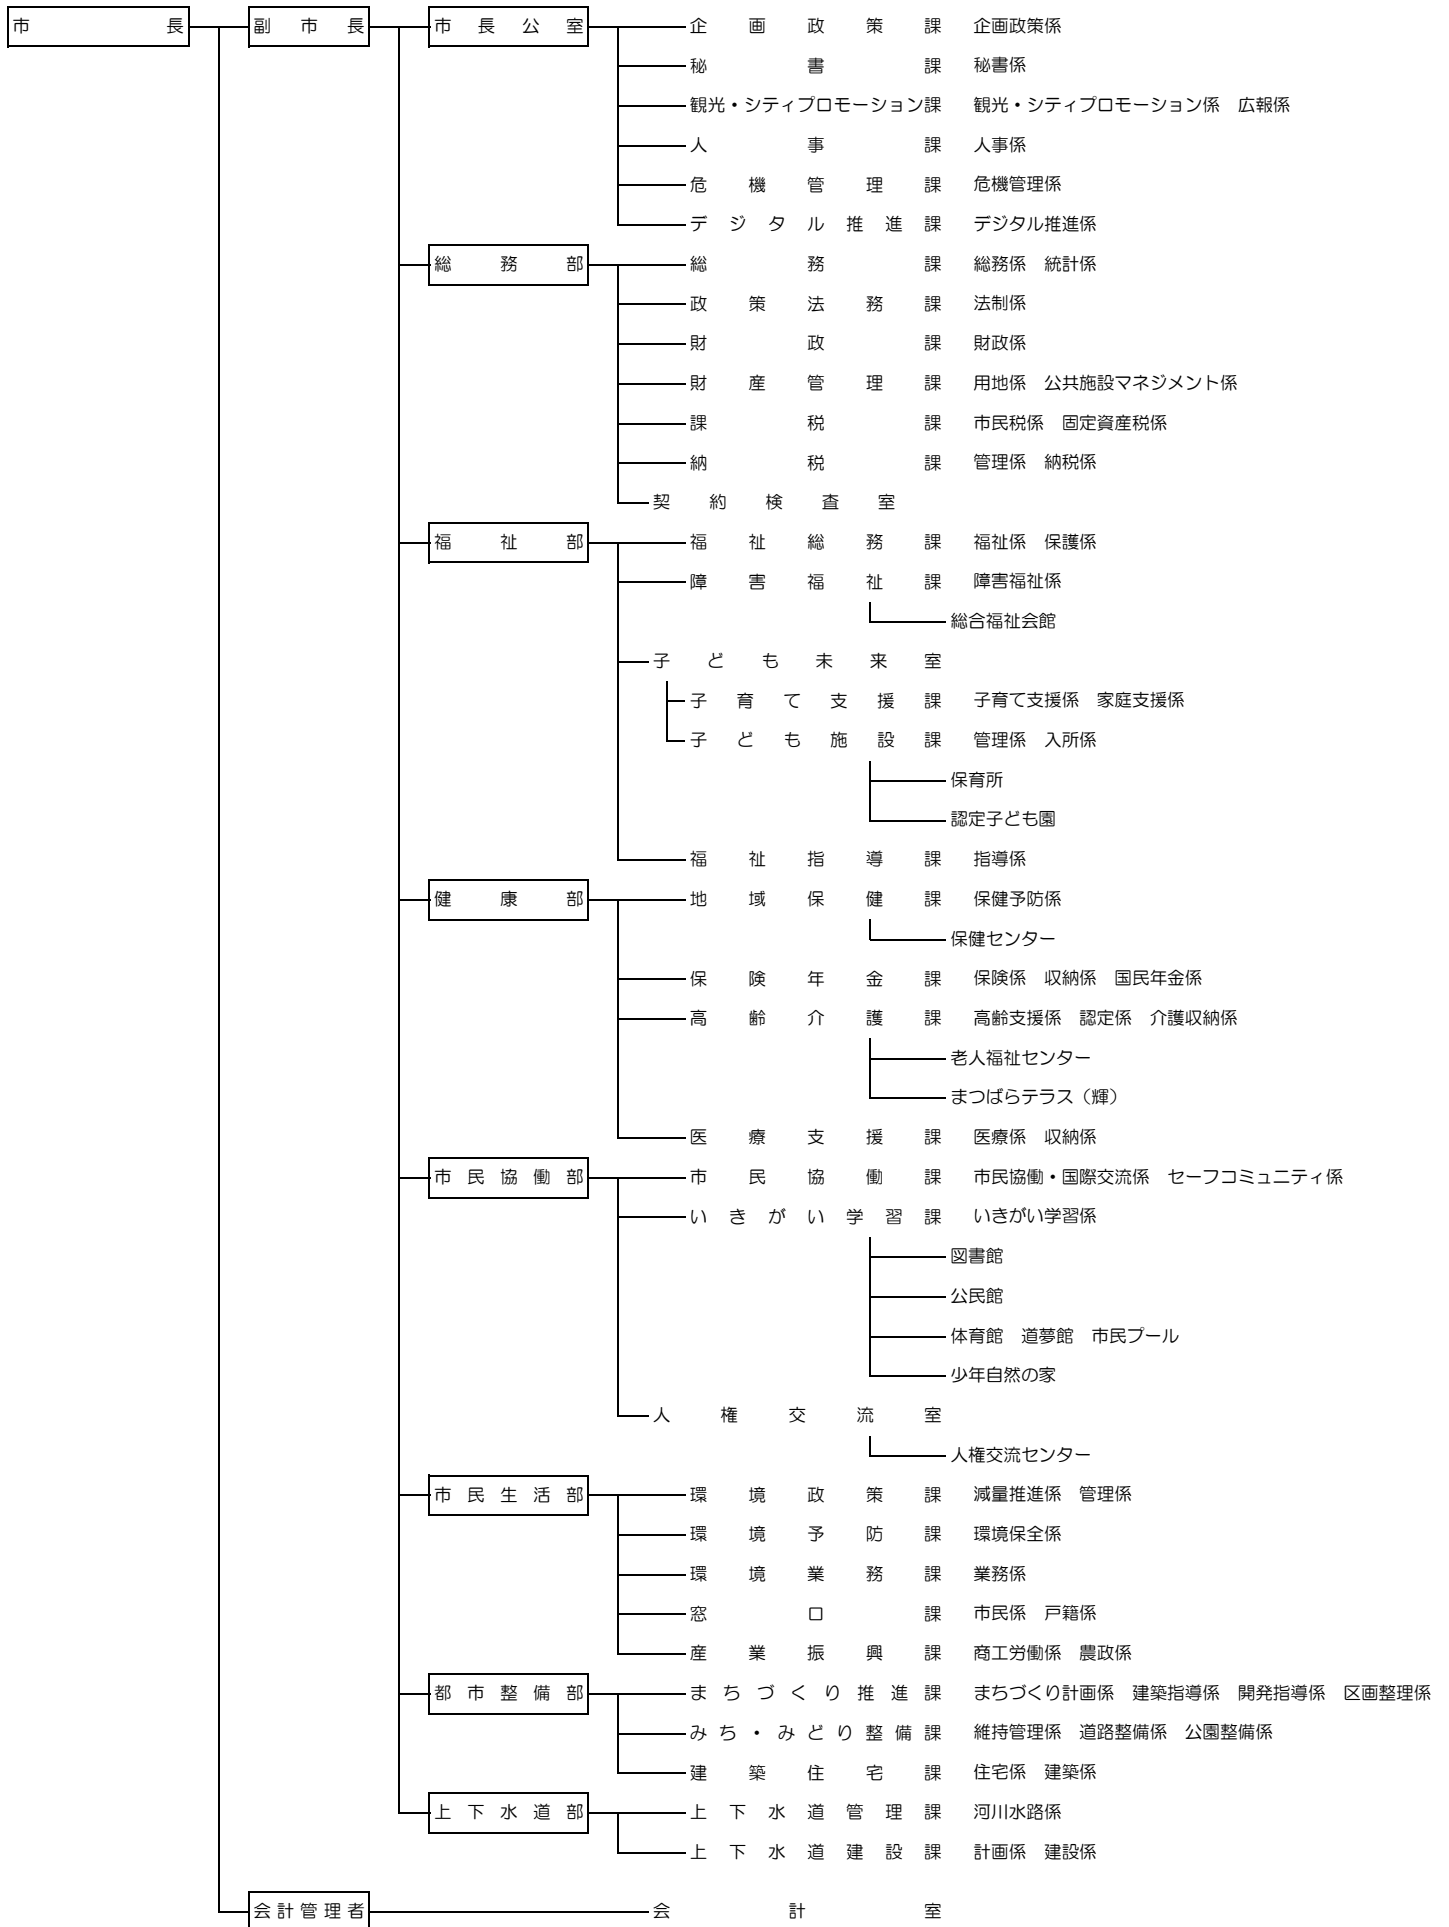 市長 副市長 市長公室 企画政策課 企画政策係
秘書課 秘書係
観光・シティプロモーション課 観光・シティプロモーション係 広報係
人事課 人事係
危機管理課 危機管理係
デジタル推進課 デジタル推進係
総務部 総務課 総務係 統計係
政策法務課 法制係
財政課 財政係
財産管理課 用地係 公共施設マネジメント係
課税課 市民税係 固定資産税係
納税課 管理係 納税係
契約検査室
福祉部 福祉総務課 福祉係 保護係
障害福祉課 障害福祉係
総合福祉会館
子ども未来室
子育て支援課 子育て支援係 家庭支援係
子ども施設課 管理係 入所係
保育所
認定子ども園
福祉指導課 指導係
健康部 地域保健課 保健予防係
保健センター
保険年金課 保険係 収納係 国民年金係
高齢介護課 高齢支援係 認定係 介護収納係
老人福祉センター
まつばらテラス（輝）
医療支援課 医療係 収納係
市民協働部 市民協働課 市民協働・国際交流係 セーフコミュニティ係
いきがい学習課 いきがい学習係
図書館
公民館
体育館 道夢館 市民プール
少年自然の家
人権交流室
人権交流センター
市民生活部 環境政策課 減量推進係 管理係
環境予防課 環境保全係
環境業務課 業務係
窓口課 市民係 戸籍係
産業振興課 商工労働係 農政係
都市整備部 まちづくり推進課 まちづくり計画係 建築指導係 開発指導係 区画整理係
みち・みどり整備課 維持管理係 道路整備係 公園整備係
建築住宅課 住宅係 建築係
上下水道部 上下水道管理課 河川水路係
上下水道建設課 計画係 建設係
会計管理者 会計室